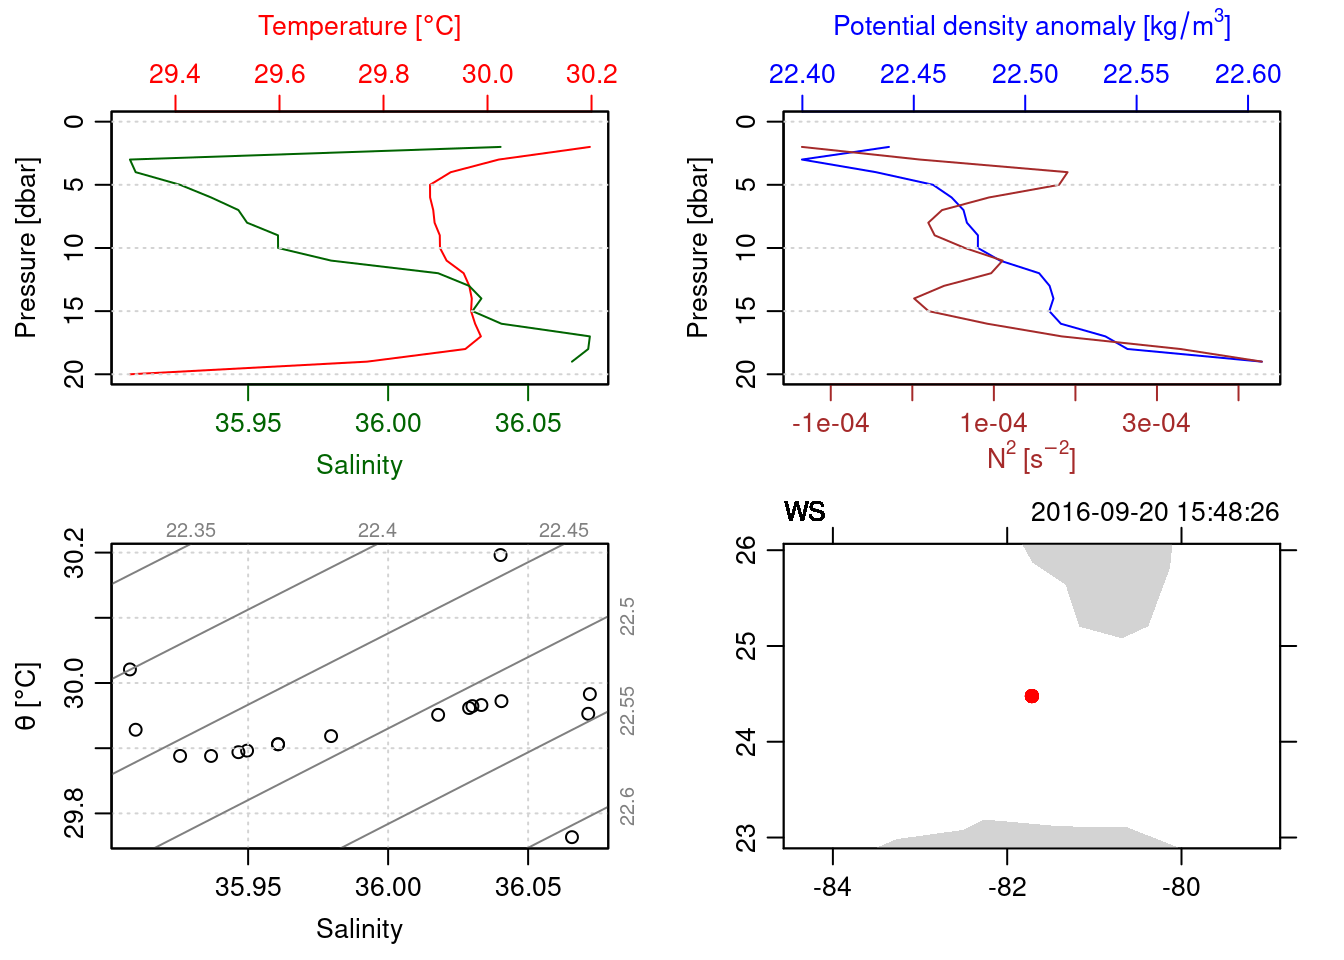 Temperature [°C]
29.4 29.6 29.8 30.0 30.2
0
5
10
15
20
Pressure [dbar]
35.95 36.00 36.05
Salinity
Potential density anomaly [kg/m³]
22.40 22.45 22.50 22.55 22.60
0
5
10
15
20
Pressure [dbar]
-1e-04 1e-04 3e-04
N² [s⁻²]
22.35 22.4 22.45
22.5
22.55
22.6
30.2
30.0
29.8
θ [°C]
35.95 36.00 36.05
Salinity
WS 2016-09-20 15:48:26
26
25
24
23
-84 -82 -80